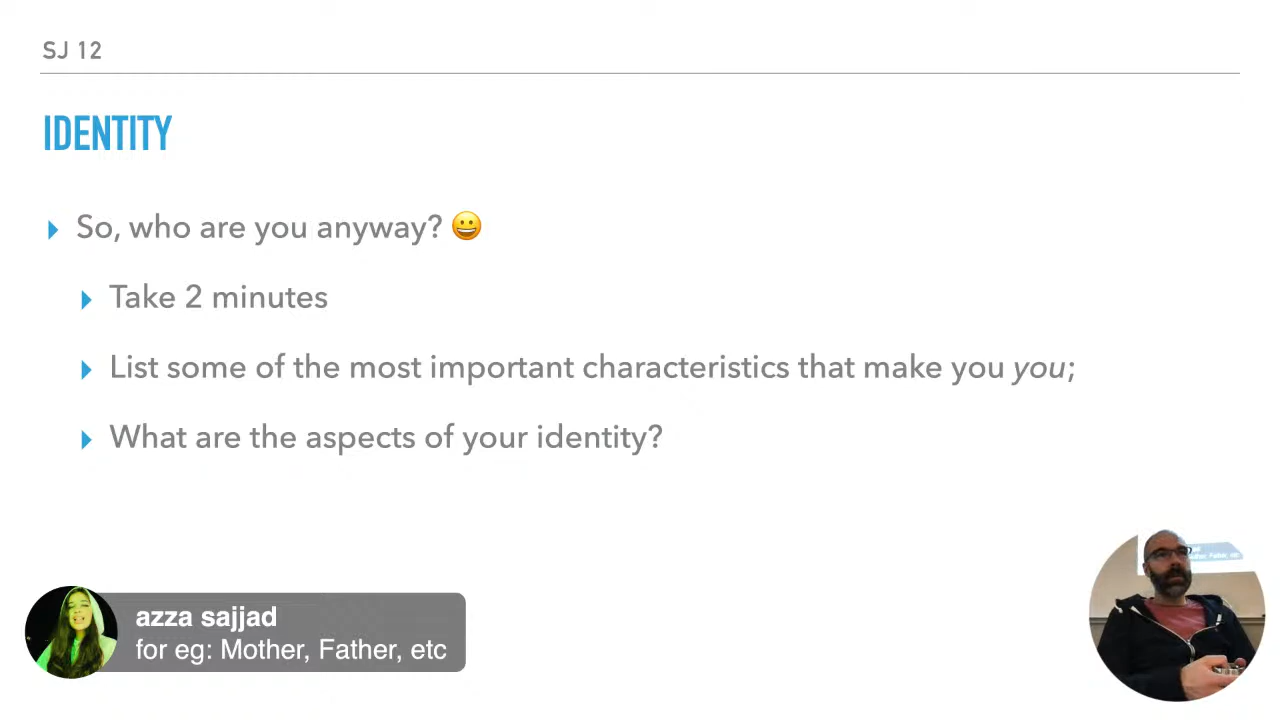 SJ 12
IDENTITY
So, who are you anyway? 😀
Take 2 minutes
List some of the most important characteristics that make you you;
What are the aspects of your identity?
azza sajjad
for eg: Mother, Father, etc